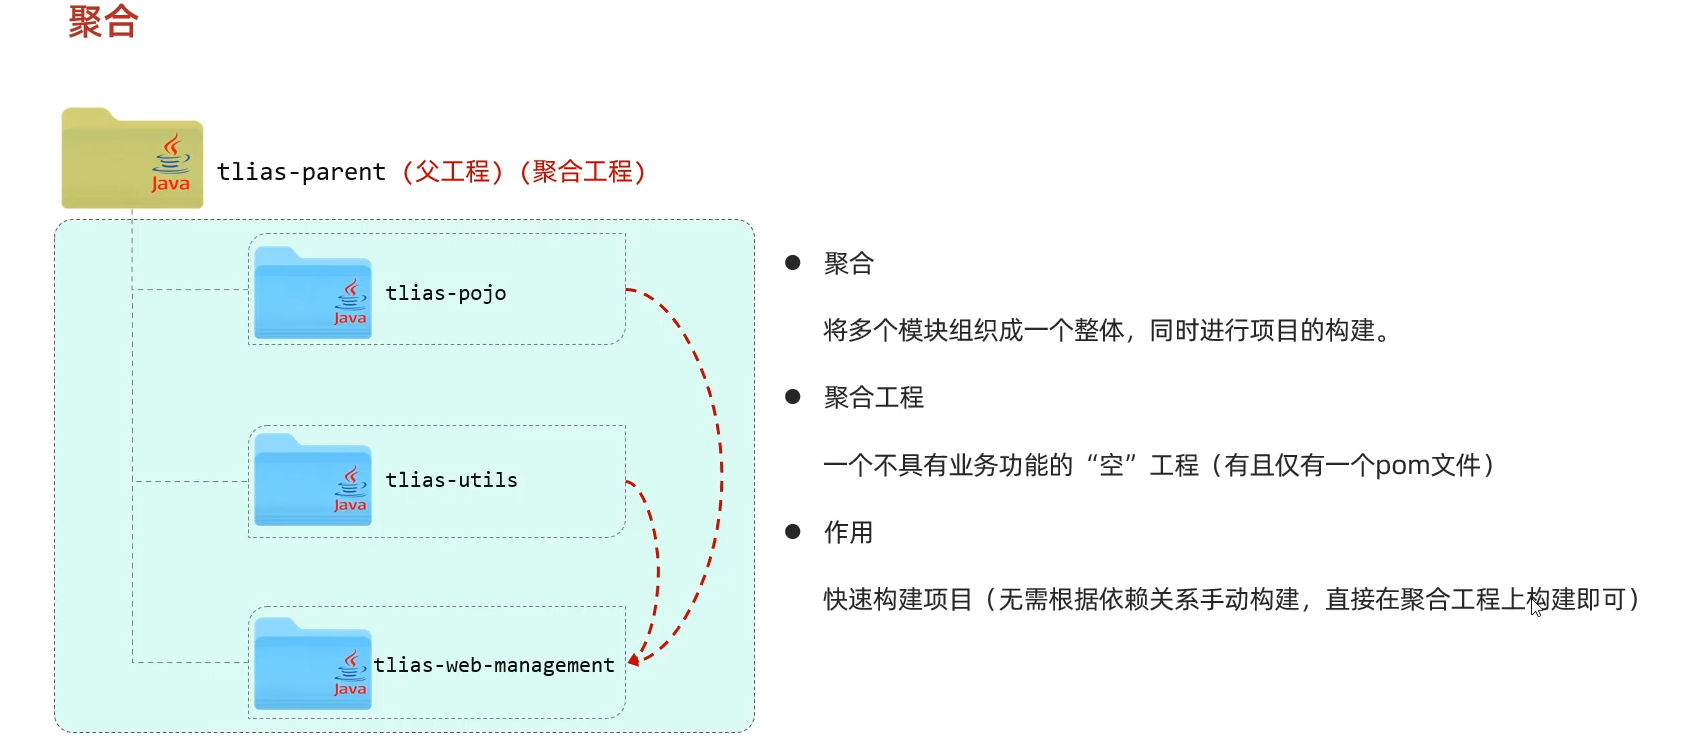 聚合
Java
tlias-parent（父工程）（聚合工程）
Java
tlias-pojo
Java
tlias-utils
Java
tlias-web-management
● 聚合
将多个模块组织成一个整体，同时进行项目的构建。
● 聚合工程
一个不具有业务功能的“空”工程（有且仅有一个pom文件）
● 作用
快速构建项目（无需根据依赖关系手动构建，直接在聚合工程上构建即可）